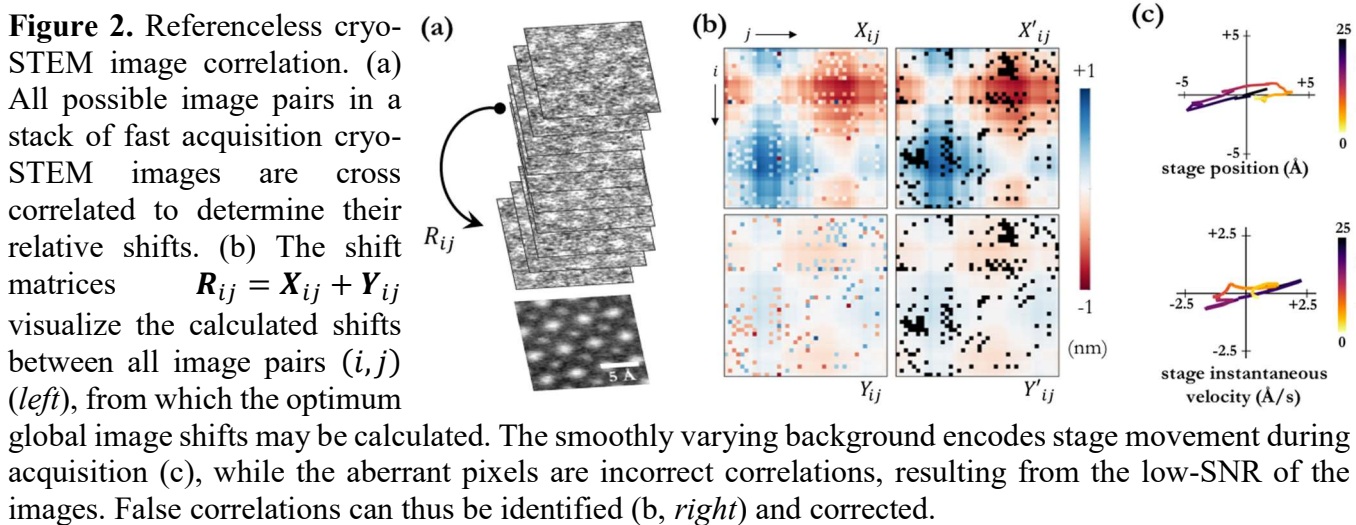 Figure 2. Referenceless cryo-
STEM image correlation. (a)
All possible image pairs in a
stack of fast acquisition cryo-
STEM images are cross
correlated to determine their
relative shifts. (b) The shift
matrices R_ij = X_ij + Y_ij
visualize the calculated shifts
between all image pairs (i, j)
(left), from which the optimum
global image shifts may be calculated. The smoothly varying background encodes stage movement during
acquisition (c), while the aberrant pixels are incorrect correlations, resulting from the low-SNR of the
images. False correlations can thus be identified (b, right) and corrected.
(a)
R_ij
5 Å
(b)
j
X_ij
X'_ij
i
+1
-1
(nm)
Y_ij
Y'_ij
(c)
+5
25
-5
+5
-5
0
stage position (Å)
+2.5
25
-2.5
+2.5
-2.5
0
stage instantaneous
velocity (Å/s)